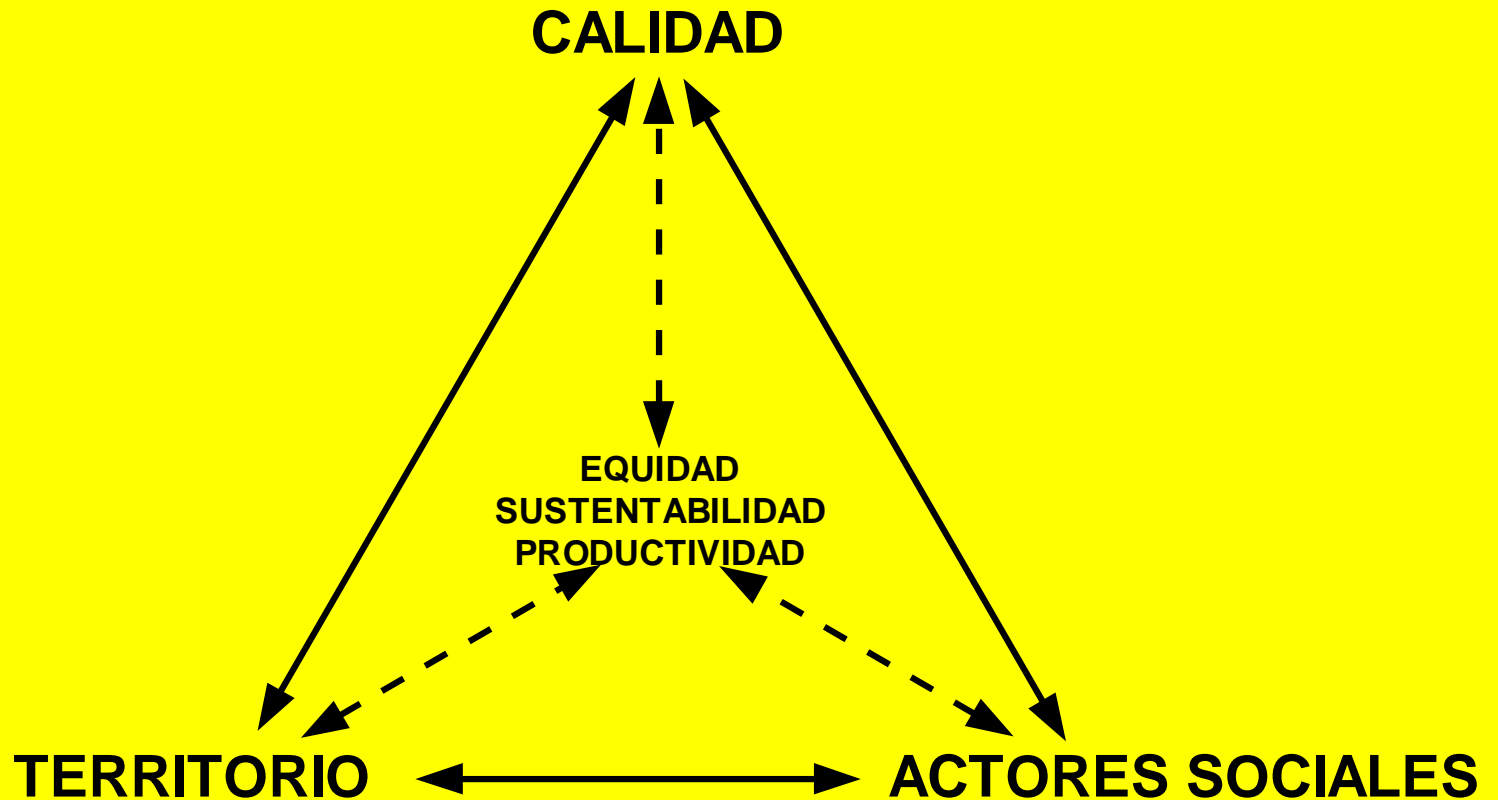 CALIDAD
EQUIDAD
SUSTENTABILIDAD
PRODUCTIVIDAD
TERRITORIO
ACTORES SOCIALES